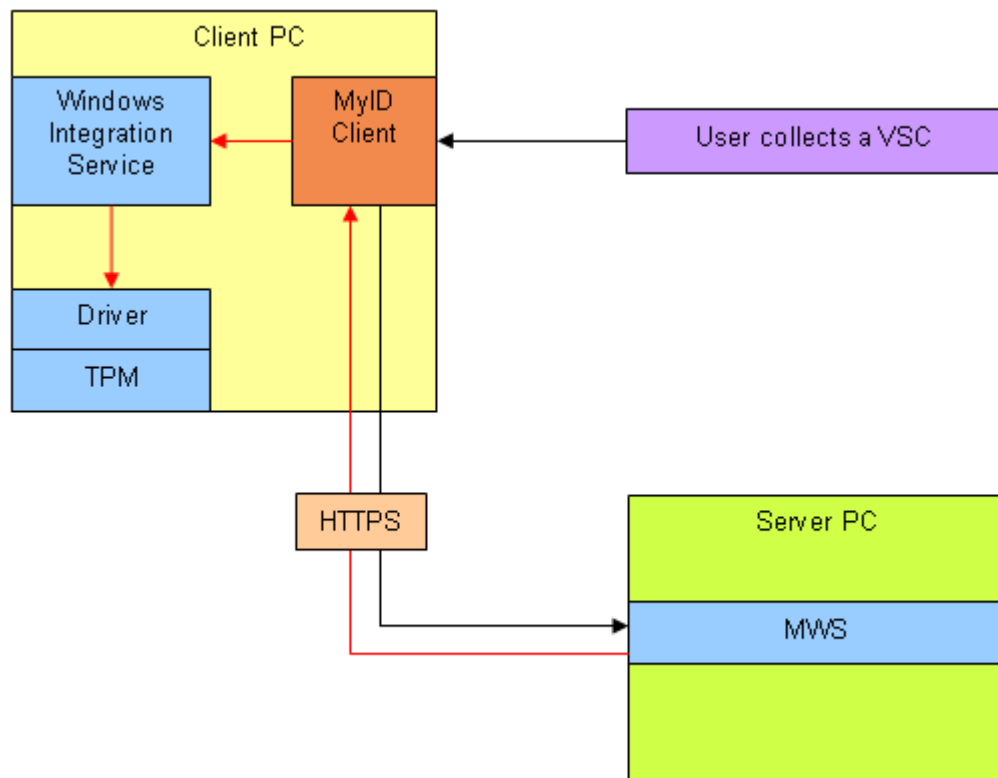 Client PC
Windows
Integration
Service
MyID
Client
User collects a VSC
Driver
TPM
HTTPS
Server PC
MWS